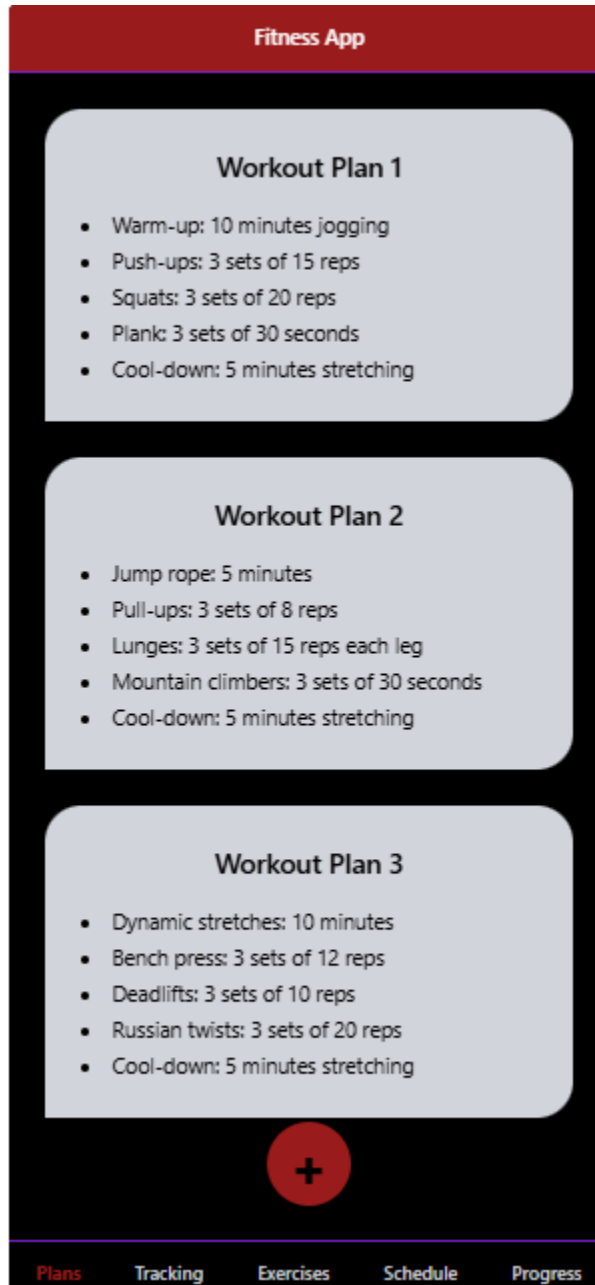 Fitness App
Workout Plan 1
• Warm-up: 10 minutes jogging
• Push-ups: 3 sets of 15 reps
• Squats: 3 sets of 20 reps
• Plank: 3 sets of 30 seconds
• Cool-down: 5 minutes stretching
Workout Plan 2
• Jump rope: 5 minutes
• Pull-ups: 3 sets of 8 reps
• Lunges: 3 sets of 15 reps each leg
• Mountain climbers: 3 sets of 30 seconds
• Cool-down: 5 minutes stretching
Workout Plan 3
• Dynamic stretches: 10 minutes
• Bench press: 3 sets of 12 reps
• Deadlifts: 3 sets of 10 reps
• Russian twists: 3 sets of 20 reps
• Cool-down: 5 minutes stretching
+
Plans Tracking Exercises Schedule Progress